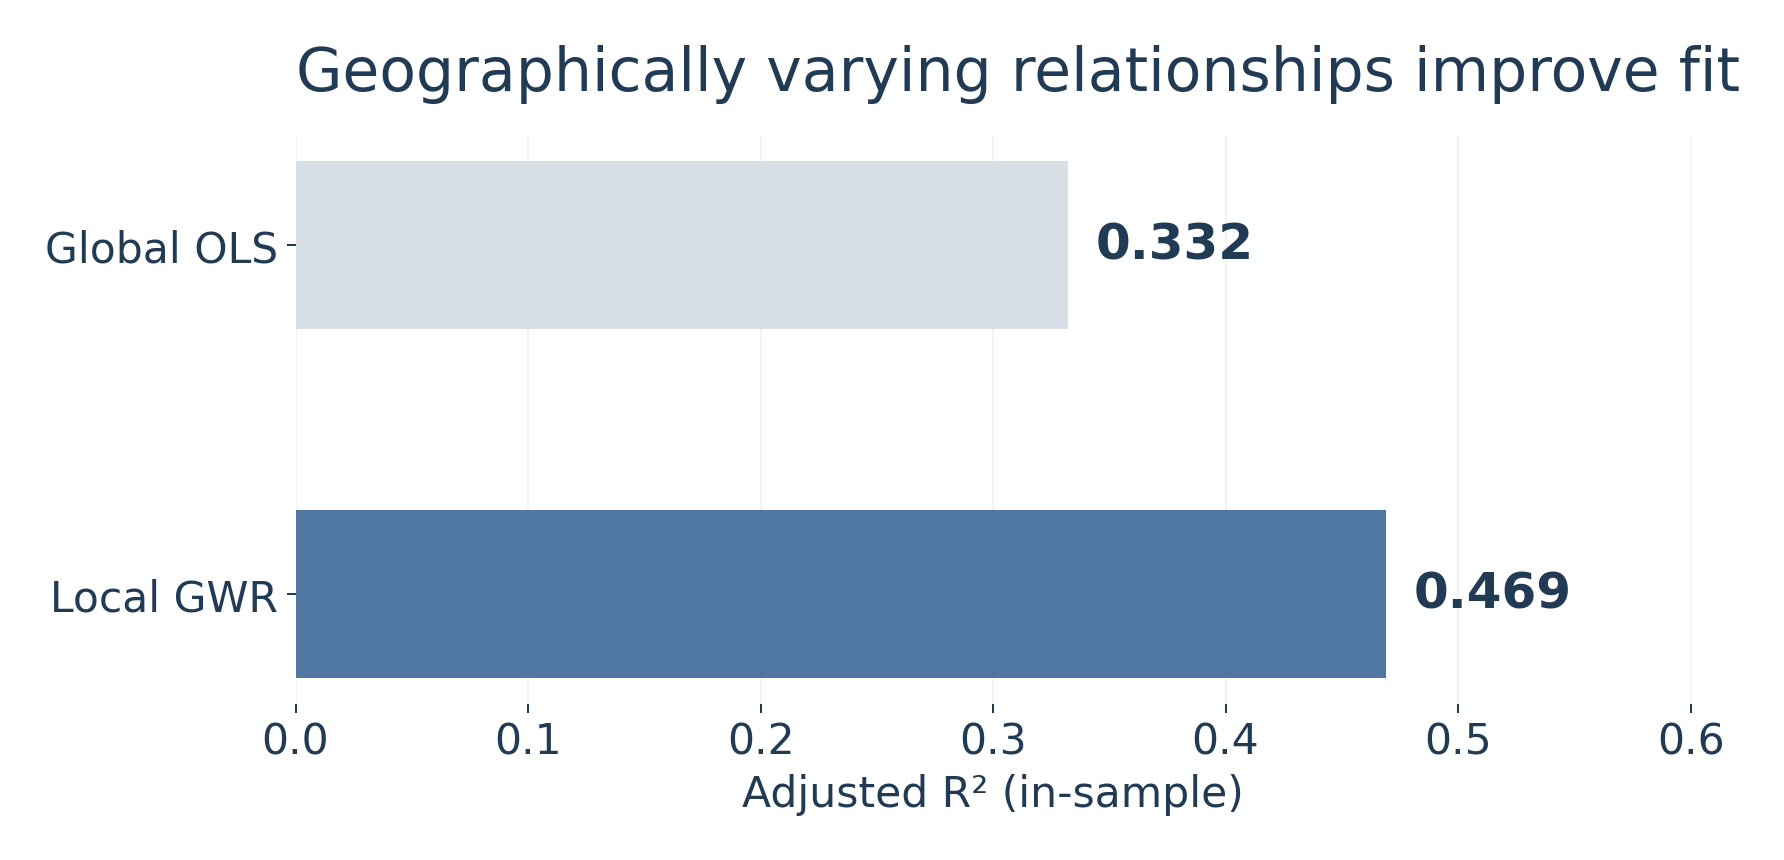 Geographically varying relationships improve fit
Global OLS
0.332
Local GWR
0.469
0.0 0.1 0.2 0.3 0.4 0.5 0.6
Adjusted R² (in-sample)